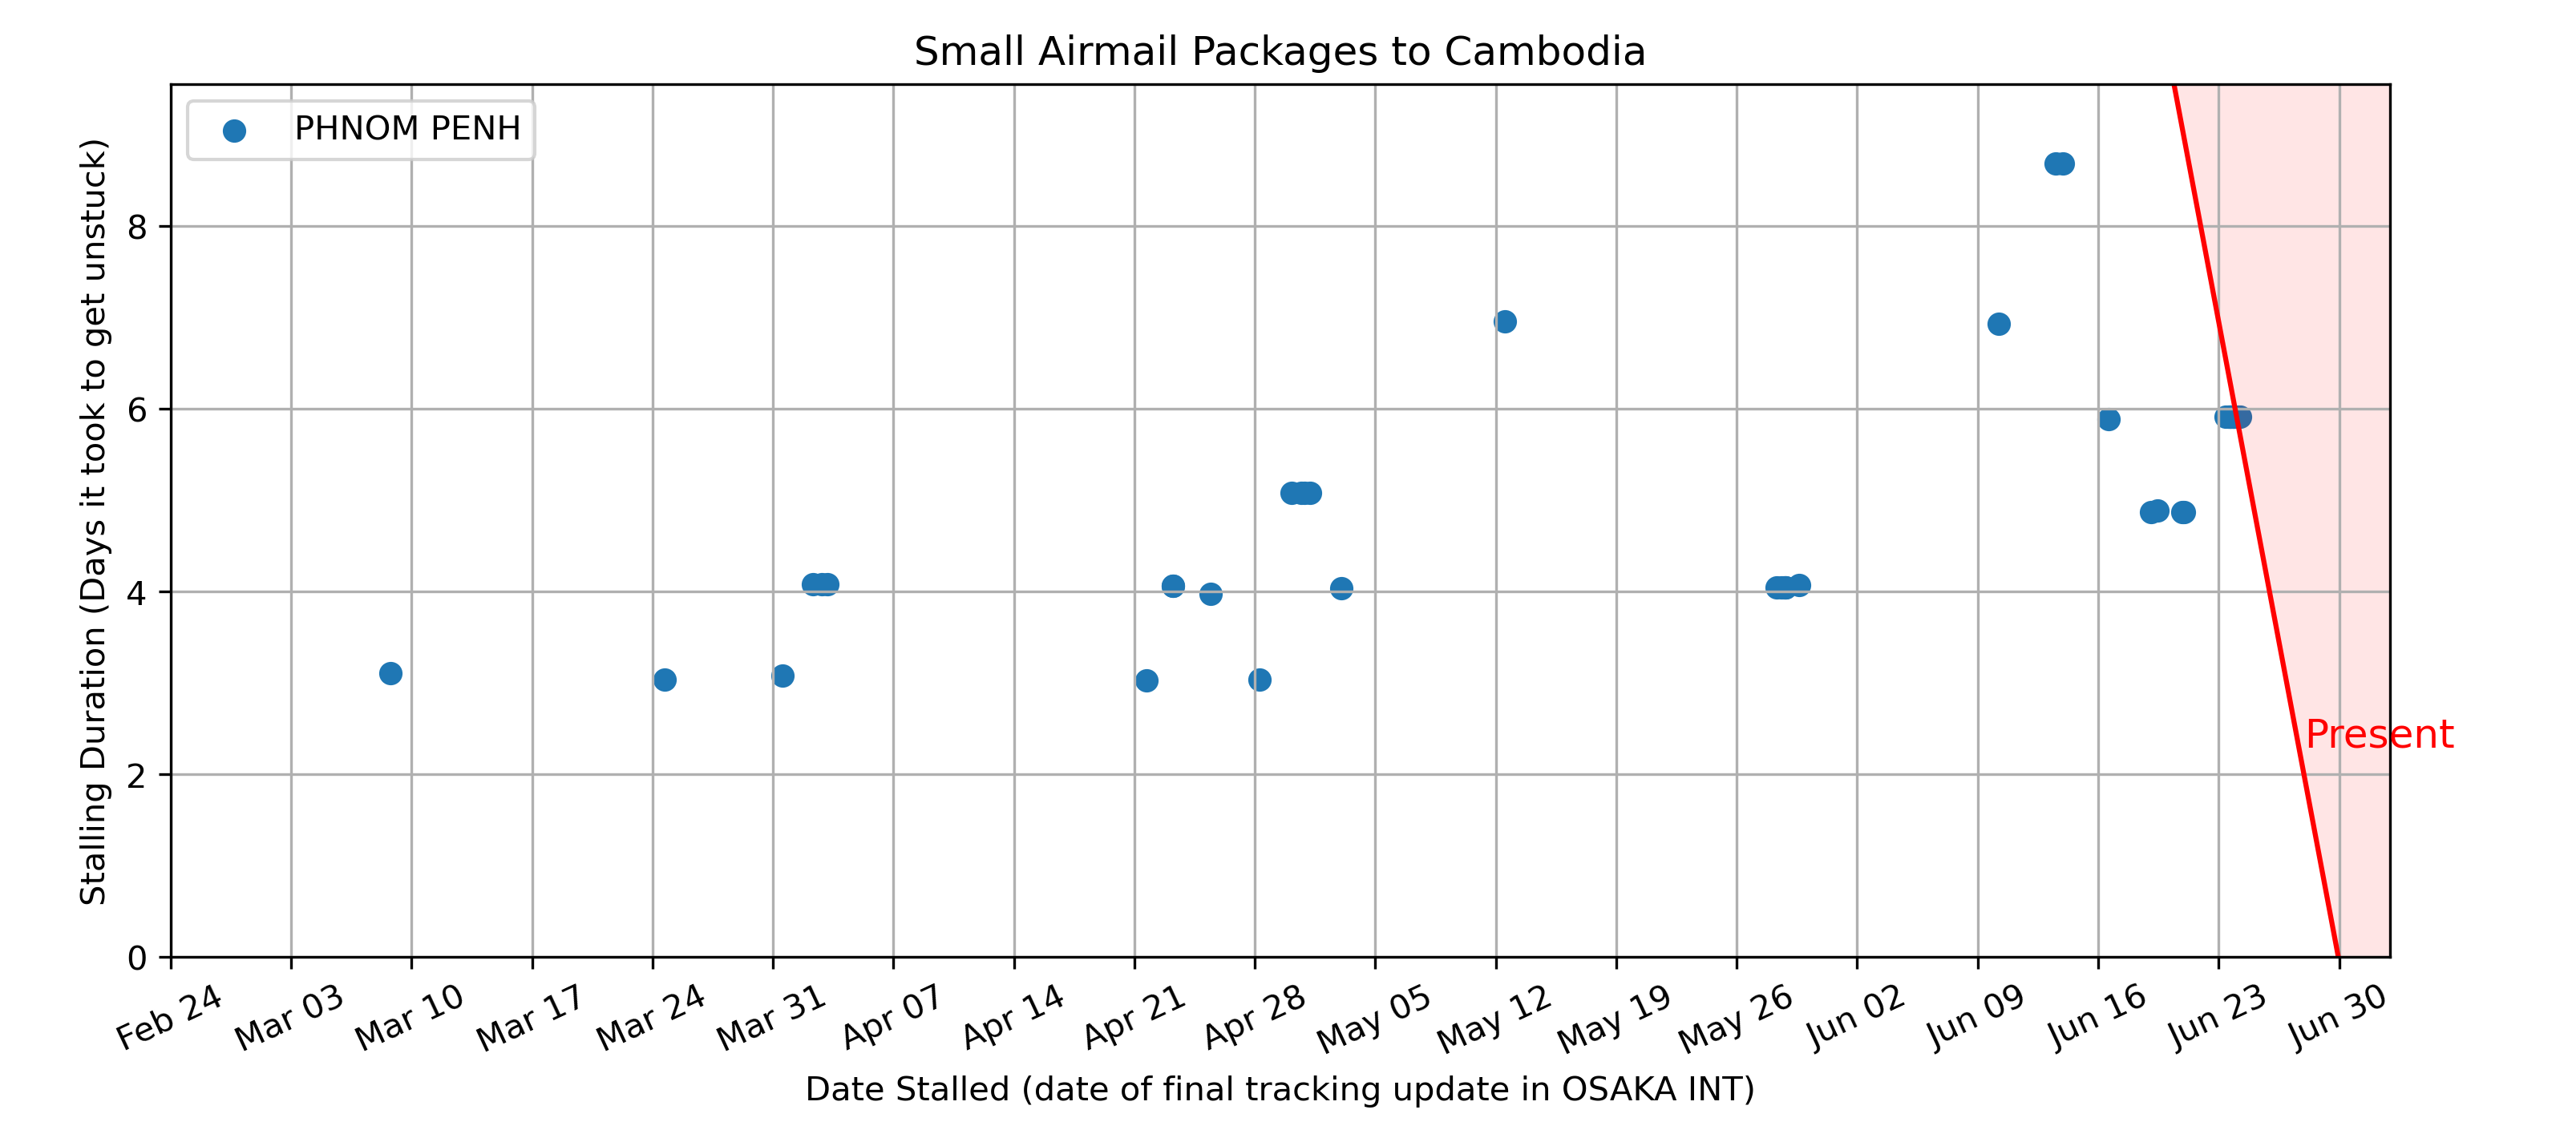 Small Airmail Packages to Cambodia
PHNOM PENH
Stalling Duration (Days it took to get unstuck)
8
6
4
2
0
Present
Feb 24 Mar 03 Mar 10 Mar 17 Mar 24 Mar 31 Apr 07 Apr 14 Apr 21 Apr 28 May 05 May 12 May 19 May 26 Jun 02 Jun 09 Jun 16 Jun 23 Jun 30
Date Stalled (date of final tracking update in OSAKA INT)